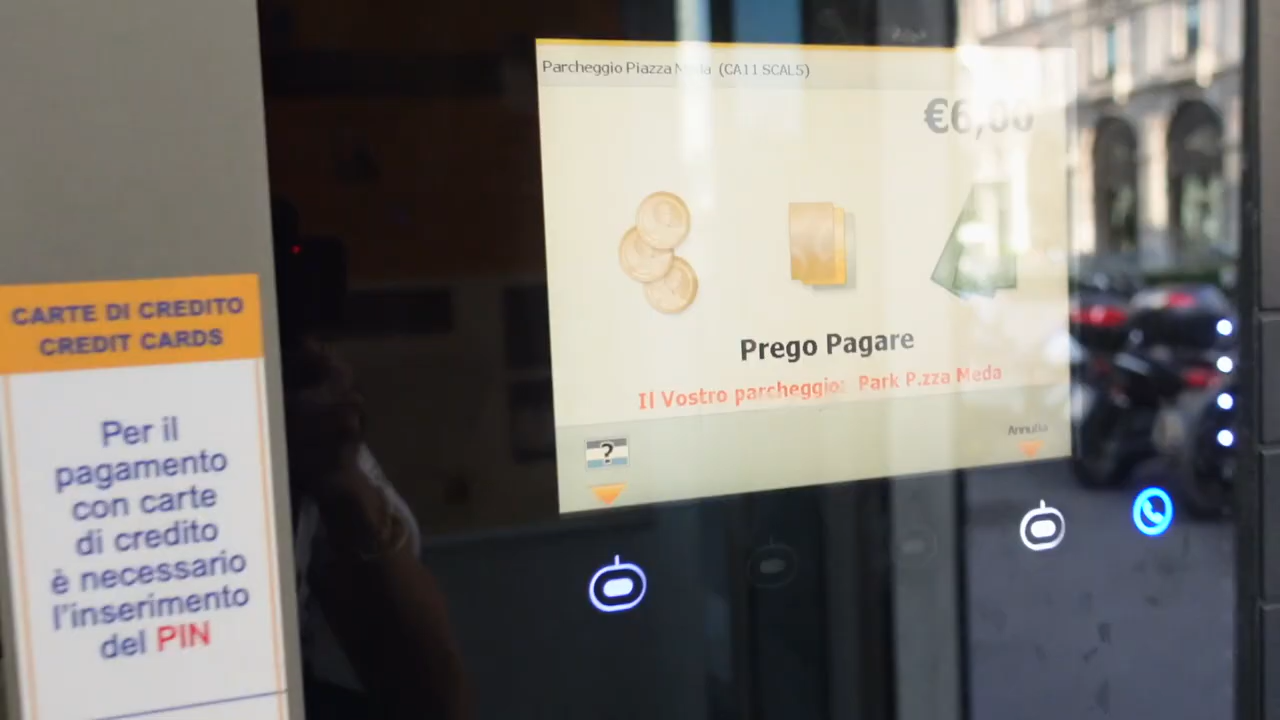 Parcheggio Piazza Meda (CA11 SCAL5)
€6,00
Prego Pagare
Il Vostro parcheggio: Park P.zza Meda
?
Annulla
CARTE DI CREDITO
CREDIT CARDS
Per il
pagamento
con carte
di credito
è necessario
l'inserimento
del PIN